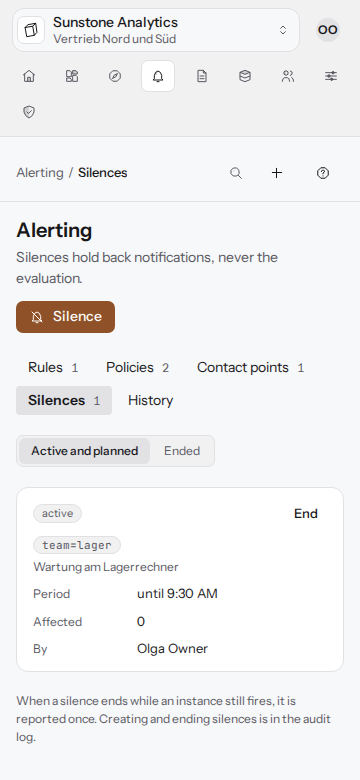 Sunstone Analytics
Vertrieb Nord und Süd
OO
Alerting / Silences
Alerting
Silences hold back notifications, never the
evaluation.
Silence
Rules 1 Policies 2 Contact points 1
Silences 1 History
Active and planned Ended
active End
team=lager
Wartung am Lagerrechner
Period until 9:30 AM
Affected 0
By Olga Owner
When a silence ends while an instance still fires, it is
reported once. Creating and ending silences is in the audit
log.